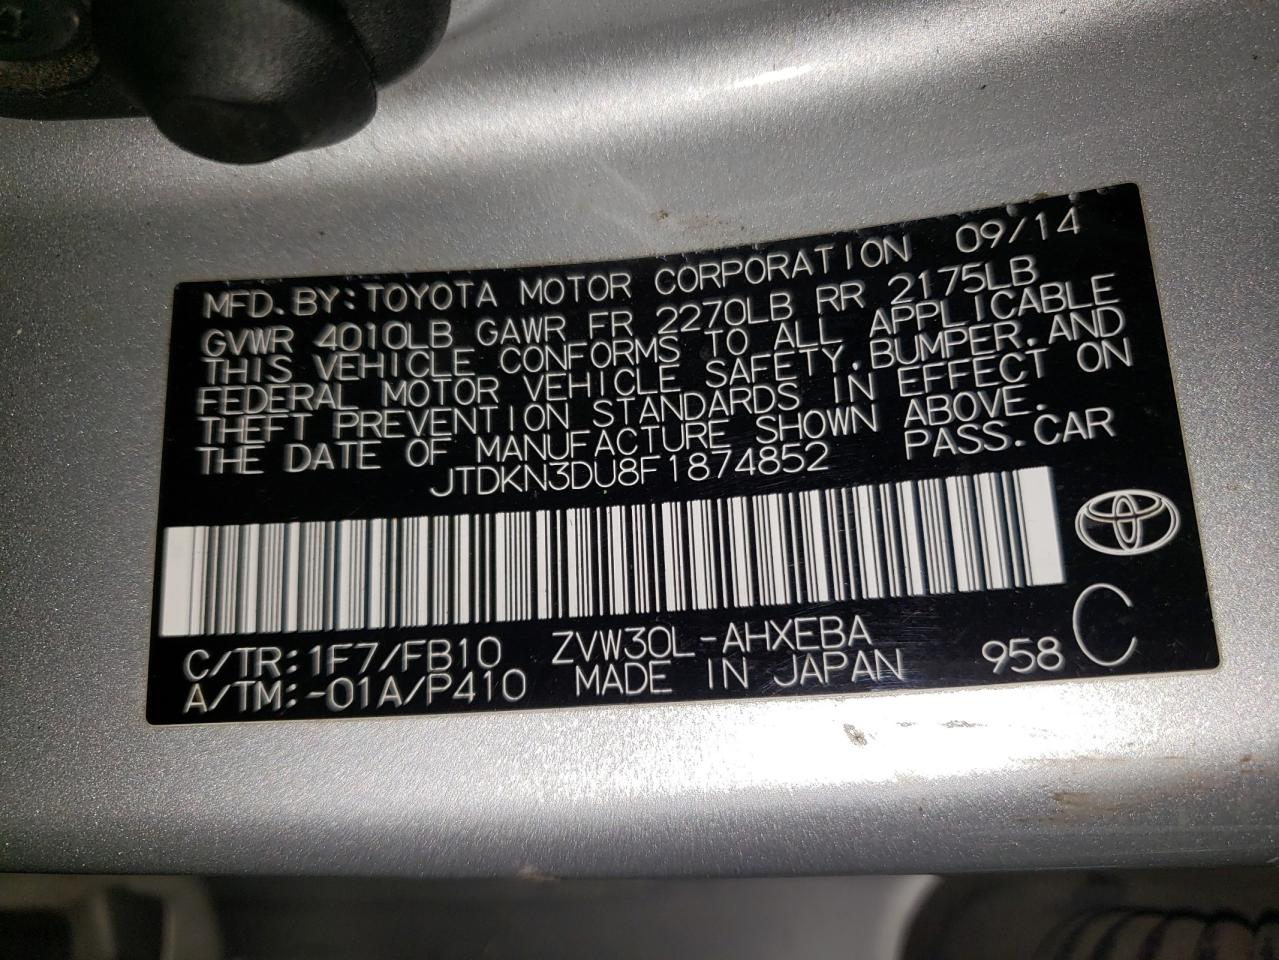 MFD.BY:TOYOTA MOTOR CORPORATION 09/14
GVWR 4010LB GAWR FR 2270LB RR 2175LB
THIS VEHICLE CONFORMS TO ALL APPLICABLE
FEDERAL MOTOR VEHICLE SAFETY,BUMPER,AND
THEFT PREVENTION STANDARDS IN EFFECT ON
THE DATE OF MANUFACTURE SHOWN ABOVE.
JTDKN3DU8F1874852 PASS.CAR
C/TR:1F7/FB10 ZVW30L-AHXEBA
A/TM:-01A/P410 MADE IN JAPAN 958 C